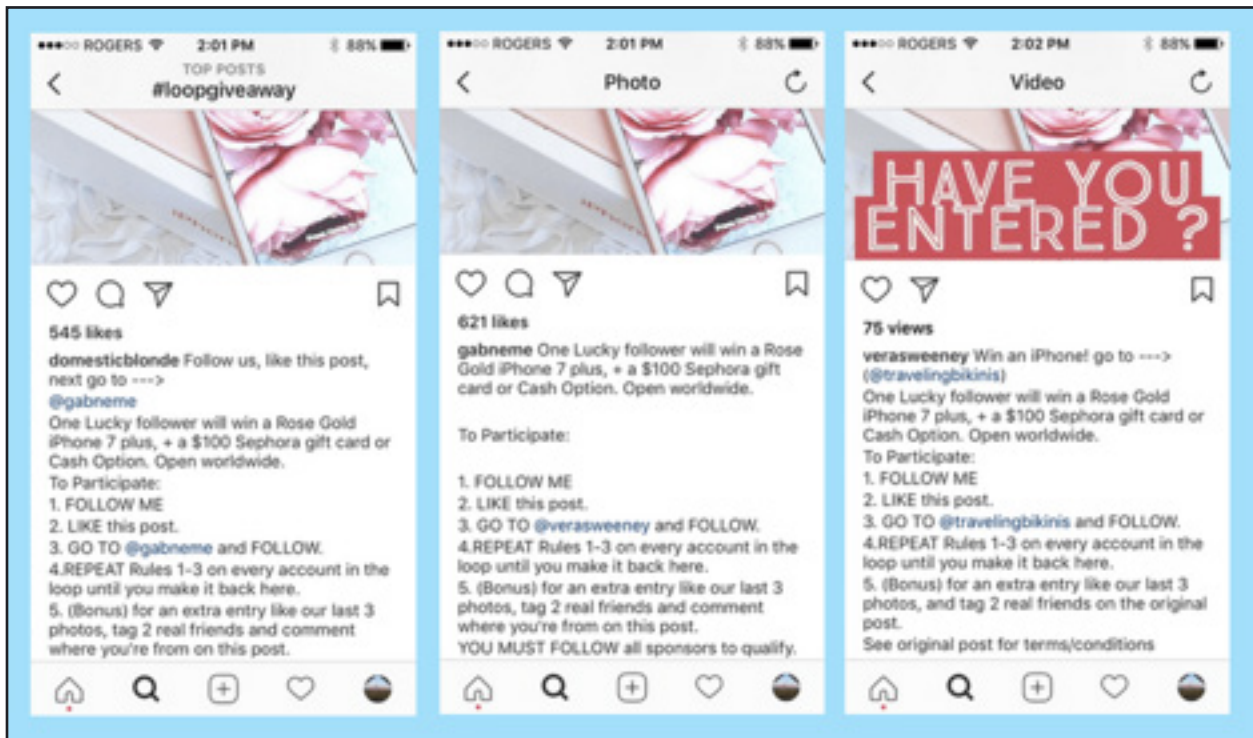 ROGERS 2:01 PM 88%
TOP POSTS
#loopgiveaway
545 likes
domesticblonde Follow us, like this post,
next go to --->
@gabneme
One Lucky follower will win a Rose Gold
iPhone 7 plus, + a $100 Sephora gift card or
Cash Option. Open worldwide.
To Participate:
1. FOLLOW ME
2. LIKE this post.
3. GO TO @gabneme and FOLLOW.
4.REPEAT Rules 1-3 on every account in the
loop until you make it back here.
5. (Bonus) for an extra entry like our last 3
photos, tag 2 real friends and comment
where you're from on this post.
ROGERS 2:01 PM 88%
Photo
621 likes
gabneme One Lucky follower will win a Rose
Gold iPhone 7 plus, + a $100 Sephora gift
card or Cash Option. Open worldwide.
To Participate:
1. FOLLOW ME
2. LIKE this post.
3. GO TO @verasweeney and FOLLOW.
4.REPEAT Rules 1-3 on every account in the
loop until you make it back here.
5. (Bonus) for an extra entry like our last 3
photos, tag 2 real friends and comment
where you're from on this post.
YOU MUST FOLLOW all sponsors to qualify.
ROGERS 2:02 PM 88%
Video
HAVE YOU
ENTERED ?
75 views
verasweeney Win an iPhone! go to --->
(@travelingbikinis)
One Lucky follower will win a Rose Gold
iPhone 7 plus, + a $100 Sephora gift card or
Cash Option. Open worldwide.
To Participate:
1. FOLLOW ME
2. LIKE this post.
3. GO TO @travelingbikinis and FOLLOW.
4.REPEAT Rules 1-3 on every account in the
loop until you make it back here.
5. (Bonus) for an extra entry like our last 3
photos, and tag 2 real friends on the original
post.
See original post for terms/conditions